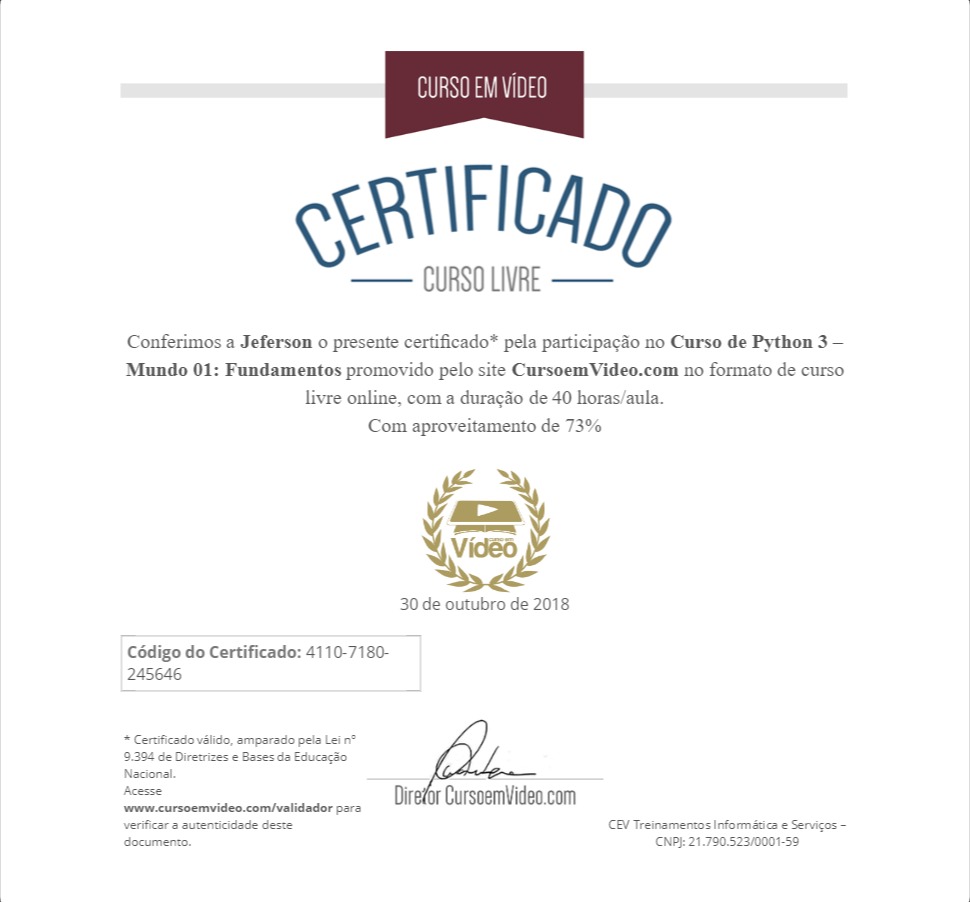 CURSO EM VÍDEO
CERTIFICADO
CURSO LIVRE
Conferimos a Jeferson o presente certificado* pela participação no Curso de Python 3 –
Mundo 01: Fundamentos promovido pelo site CursoemVideo.com no formato de curso
livre online, com a duração de 40 horas/aula.
Com aproveitamento de 73%
curso em
Vídeo
30 de outubro de 2018
Código do Certificado: 4110-7180-
245646
* Certificado válido, amparado pela Lei nº
9.394 de Diretrizes e Bases da Educação
Nacional.
Acesse
www.cursoemvideo.com/validador para
verificar a autenticidade deste
documento.
Diretor CursoemVideo.com
CEV Treinamentos Informática e Serviços –
CNPJ: 21.790.523/0001-59